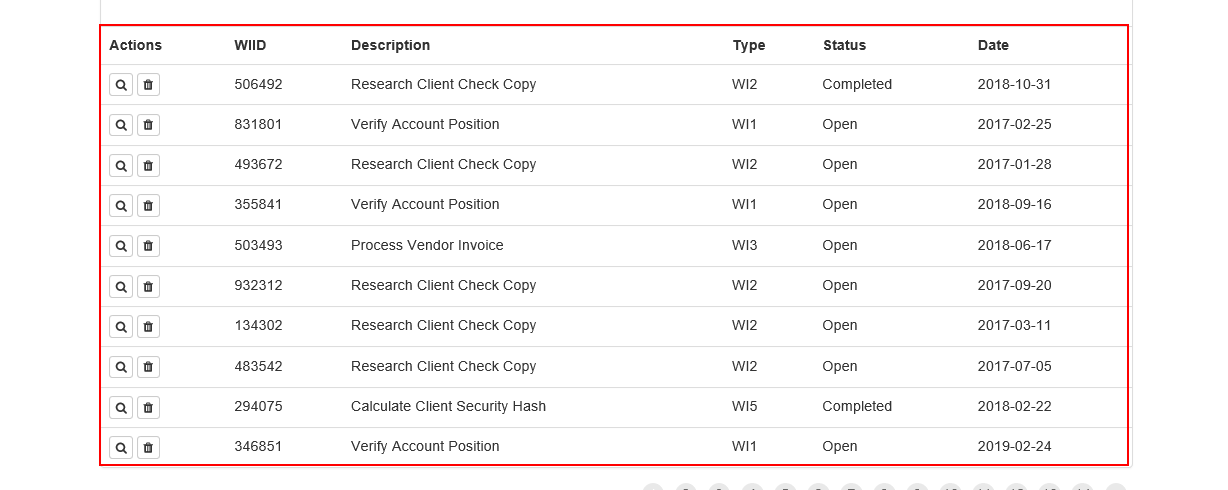 Actions WIID Description Type Status Date
506492 Research Client Check Copy WI2 Completed 2018-10-31
831801 Verify Account Position WI1 Open 2017-02-25
493672 Research Client Check Copy WI2 Open 2017-01-28
355841 Verify Account Position WI1 Open 2018-09-16
503493 Process Vendor Invoice WI3 Open 2018-06-17
932312 Research Client Check Copy WI2 Open 2017-09-20
134302 Research Client Check Copy WI2 Open 2017-03-11
483542 Research Client Check Copy WI2 Open 2017-07-05
294075 Calculate Client Security Hash WI5 Completed 2018-02-22
346851 Verify Account Position WI1 Open 2019-02-24